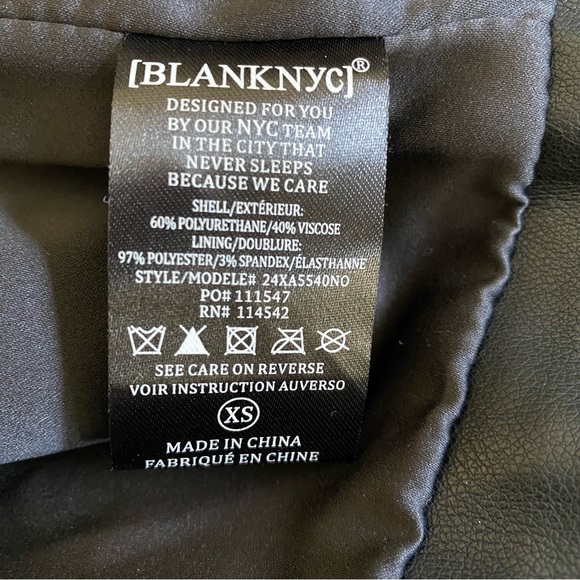 [BLANKNYC]®
DESIGNED FOR YOU
BY OUR NYC TEAM
IN THE CITY THAT
NEVER SLEEPS
BECAUSE WE CARE
SHELL/EXTÉRIEUR:
60% POLYURETHANE/40% VISCOSE
LINING/DOUBLURE:
97% POLYESTER/3% SPANDEX/ÉLASTHANNE
STYLE/MODELE# 24XA5540NO
PO# 111547
RN# 114542
SEE CARE ON REVERSE
VOIR INSTRUCTION AUVERSO
XS
MADE IN CHINA
FABRIQUÉ EN CHINE